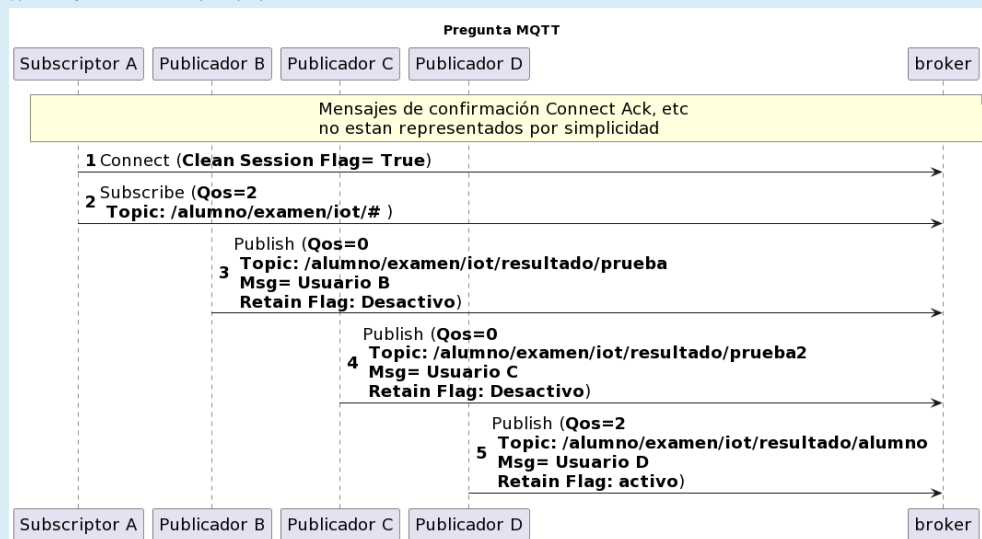 Pregunta MQTT
Subscriptor A Publicador B Publicador C Publicador D broker
Mensajes de confirmación Connect Ack, etc
no estan representados por simplicidad
1 Connect (Clean Session Flag= True)
2 Subscribe (Qos=2
Topic: /alumno/examen/iot/# )
3 Publish (Qos=0
Topic: /alumno/examen/iot/resultado/prueba
Msg= Usuario B
Retain Flag: Desactivo)
4 Publish (Qos=0
Topic: /alumno/examen/iot/resultado/prueba2
Msg= Usuario C
Retain Flag: Desactivo)
5 Publish (Qos=2
Topic: /alumno/examen/iot/resultado/alumno
Msg= Usuario D
Retain Flag: activo)
Subscriptor A Publicador B Publicador C Publicador D broker